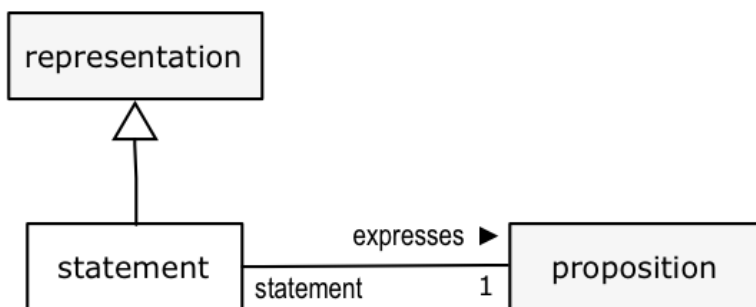 representation
expresses ►
statement
proposition
statement
1